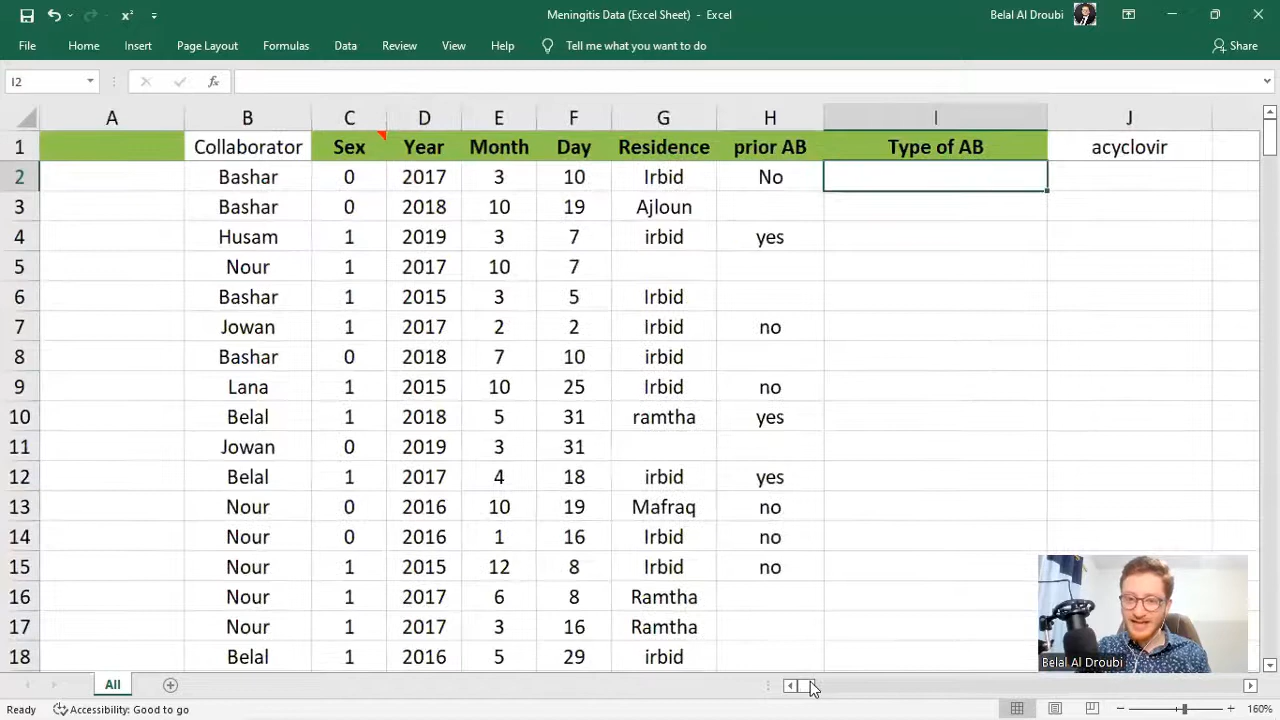 Meningitis Data (Excel Sheet) - Excel
Belal Al Droubi
File Home Insert Page Layout Formulas Data Review View Help Tell me what you want to do Share
I2 fx
A B C D E F G H I J
1 Collaborator Sex Year Month Day Residence prior AB Type of AB acyclovir
2 Bashar 0 2017 3 10 Irbid No
3 Bashar 0 2018 10 19 Ajloun
4 Husam 1 2019 3 7 irbid yes
5 Nour 1 2017 10 7
6 Bashar 1 2015 3 5 Irbid
7 Jowan 1 2017 2 2 Irbid no
8 Bashar 0 2018 7 10 irbid
9 Lana 1 2015 10 25 Irbid no
10 Belal 1 2018 5 31 ramtha yes
11 Jowan 0 2019 3 31
12 Belal 1 2017 4 18 irbid yes
13 Nour 0 2016 10 19 Mafraq no
14 Nour 0 2016 1 16 Irbid no
15 Nour 1 2015 12 8 Irbid no
16 Nour 1 2017 6 8 Ramtha
17 Nour 1 2017 3 16 Ramtha
18 Belal 1 2016 5 29 irbid
Belal Al Droubi
All
Ready Accessibility: Good to go 160%